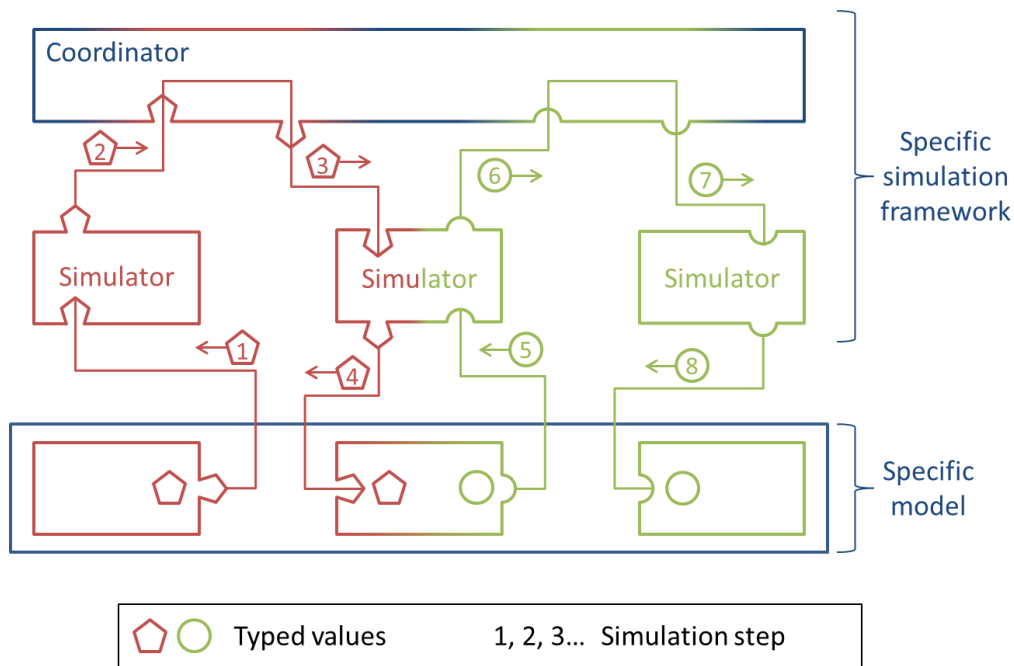 Coordinator
2
3
6
7
Specific
simulation
framework
Simulator
Simulator
Simulator
1
4
5
8
Specific
model
Typed values 1, 2, 3... Simulation step